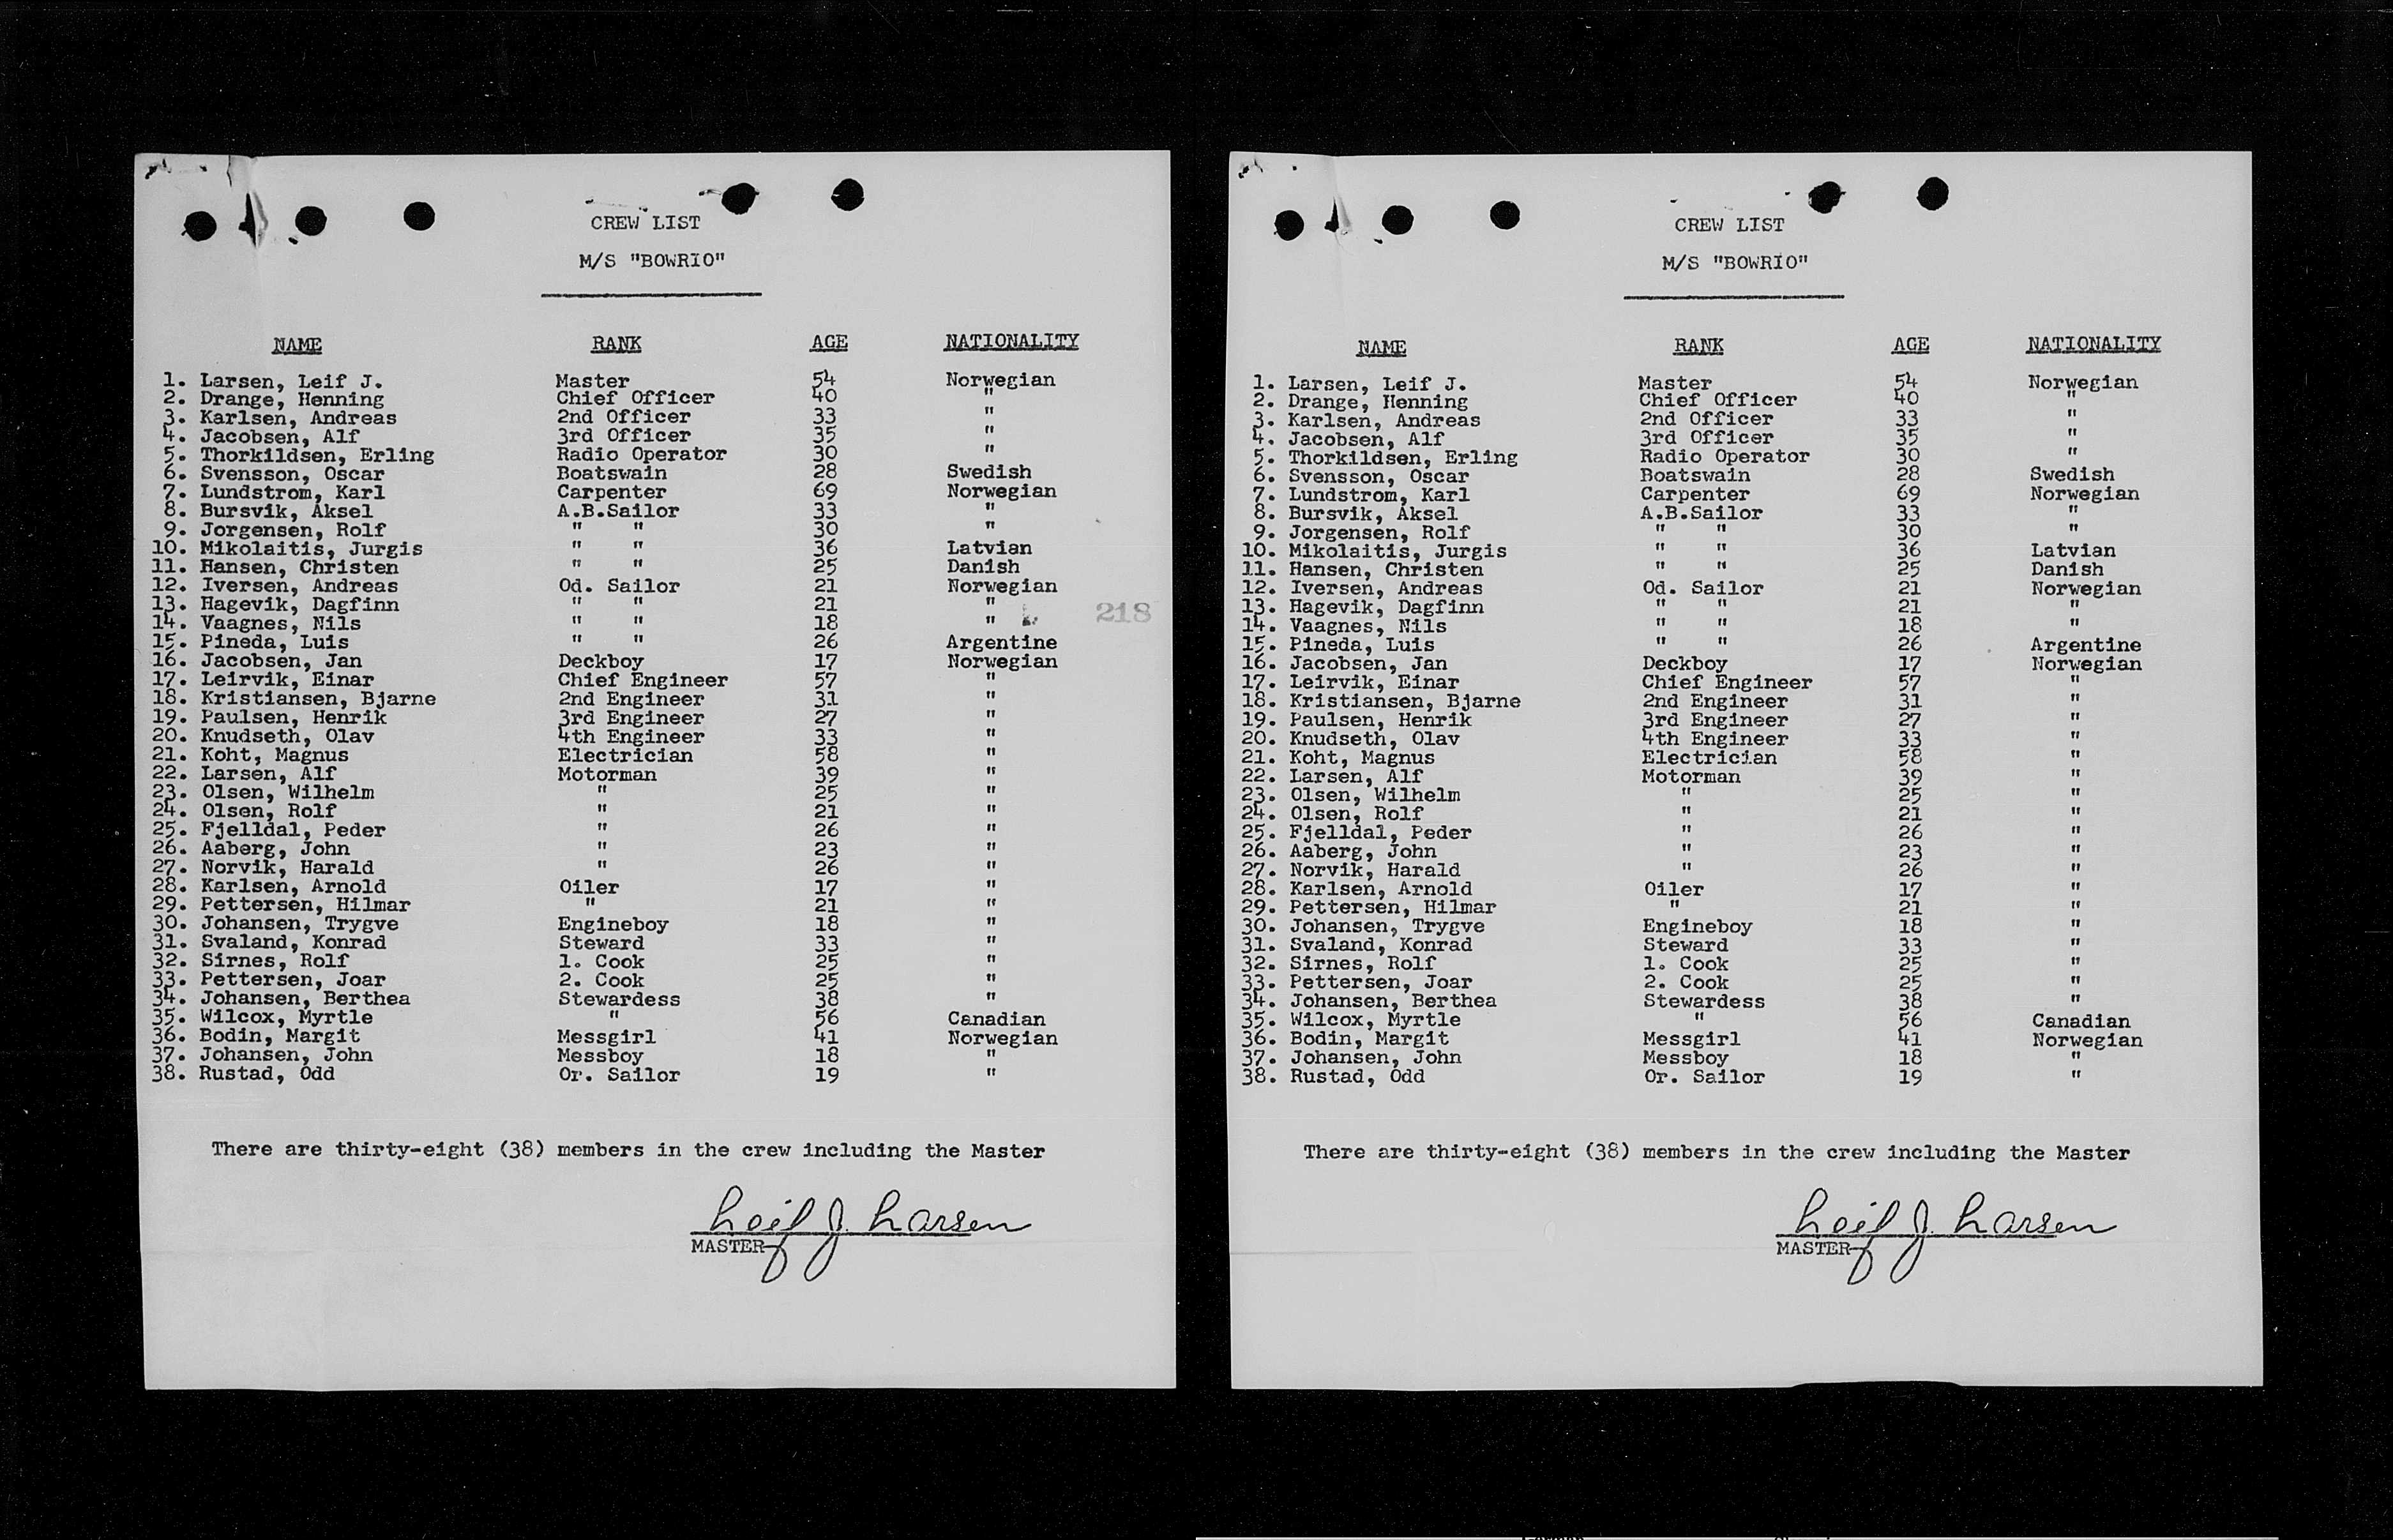 CREW LIST
M/S "BOWRIO"
NAME RANK AGE NATIONALITY
1. Larsen, Leif J. Master 54 Norwegian
2. Drange, Henning Chief Officer 40 "
3. Karlsen, Andreas 2nd Officer 33 "
4. Jacobsen, Alf 3rd Officer 35 "
5. Thorkildsen, Erling Radio Operator 30 "
6. Svensson, Oscar Boatswain 28 Swedish
7. Lundstrom, Karl Carpenter 69 Norwegian
8. Bursvik, Aksel A.B.Sailor 33 "
9. Jorgensen, Rolf " " 30 "
10. Mikolaitis, Jurgis " " 36 Latvian
11. Hansen, Christen " " 25 Danish
12. Iversen, Andreas Od. Sailor 21 Norwegian
13. Hagevik, Dagfinn " " 21 "
218
14. Vaagnes, Nils " " 18 "
15. Pineda, Luis " " 26 Argentine
16. Jacobsen, Jan Deckboy 17 Norwegian
17. Leirvik, Einar Chief Engineer 57 "
18. Kristiansen, Bjarne 2nd Engineer 31 "
19. Paulsen, Henrik 3rd Engineer 27 "
20. Knudseth, Olav 4th Engineer 33 "
21. Koht, Magnus Electrician 58 "
22. Larsen, Alf Motorman 39 "
23. Olsen, Wilhelm " 25 "
24. Olsen, Rolf " 21 "
25. Fjelldal, Peder " 26 "
26. Aaberg, John " 23 "
27. Norvik, Harald " 26 "
28. Karlsen, Arnold Oiler 17 "
29. Pettersen, Hilmar " 21 "
30. Johansen, Trygve Engineboy 18 "
31. Svaland, Konrad Steward 33 "
32. Sirnes, Rolf 1. Cook 25 "
33. Pettersen, Joar 2. Cook 25 "
34. Johansen, Berthea Stewardess 38 "
35. Wilcox, Myrtle " 56 Canadian
36. Bodin, Margit Messgirl 41 Norwegian
37. Johansen, John Messboy 18 "
38. Rustad, Odd Or. Sailor 19 "
There are thirty-eight (38) members in the crew including the Master
Leif J. Larsen
MASTER
CREW LIST
M/S "BOWRIO"
NAME RANK AGE NATIONALITY
1. Larsen, Leif J. Master 54 Norwegian
2. Drange, Henning Chief Officer 40 "
3. Karlsen, Andreas 2nd Officer 33 "
4. Jacobsen, Alf 3rd Officer 35 "
5. Thorkildsen, Erling Radio Operator 30 "
6. Svensson, Oscar Boatswain 28 Swedish
7. Lundstrom, Karl Carpenter 69 Norwegian
8. Bursvik, Aksel A.B.Sailor 33 "
9. Jorgensen, Rolf " " 30 "
10. Mikolaitis, Jurgis " " 36 Latvian
11. Hansen, Christen " " 25 Danish
12. Iversen, Andreas Od. Sailor 21 Norwegian
13. Hagevik, Dagfinn " " 21 "
14. Vaagnes, Nils " " 18 "
15. Pineda, Luis " " 26 Argentine
16. Jacobsen, Jan Deckboy 17 Norwegian
17. Leirvik, Einar Chief Engineer 57 "
18. Kristiansen, Bjarne 2nd Engineer 31 "
19. Paulsen, Henrik 3rd Engineer 27 "
20. Knudseth, Olav 4th Engineer 33 "
21. Koht, Magnus Electrician 58 "
22. Larsen, Alf Motorman 39 "
23. Olsen, Wilhelm " 25 "
24. Olsen, Rolf " 21 "
25. Fjelldal, Peder " 26 "
26. Aaberg, John " 23 "
27. Norvik, Harald " 26 "
28. Karlsen, Arnold Oiler 17 "
29. Pettersen, Hilmar " 21 "
30. Johansen, Trygve Engineboy 18 "
31. Svaland, Konrad Steward 33 "
32. Sirnes, Rolf 1. Cook 25 "
33. Pettersen, Joar 2. Cook 25 "
34. Johansen, Berthea Stewardess 38 "
35. Wilcox, Myrtle " 56 Canadian
36. Bodin, Margit Messgirl 41 Norwegian
37. Johansen, John Messboy 18 "
38. Rustad, Odd Or. Sailor 19 "
There are thirty-eight (38) members in the crew including the Master
Leif J. Larsen
MASTER